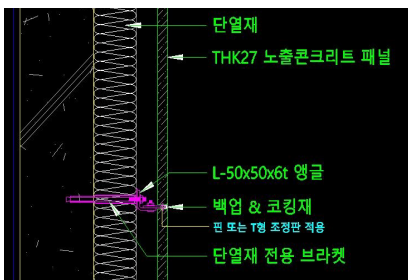 단열재
THK27 노출콘크리트 패널
L-50x50x6t 앵글
백업 & 코킹재
핀 또는 T형 조정판 적용
단열재 전용 브라켓